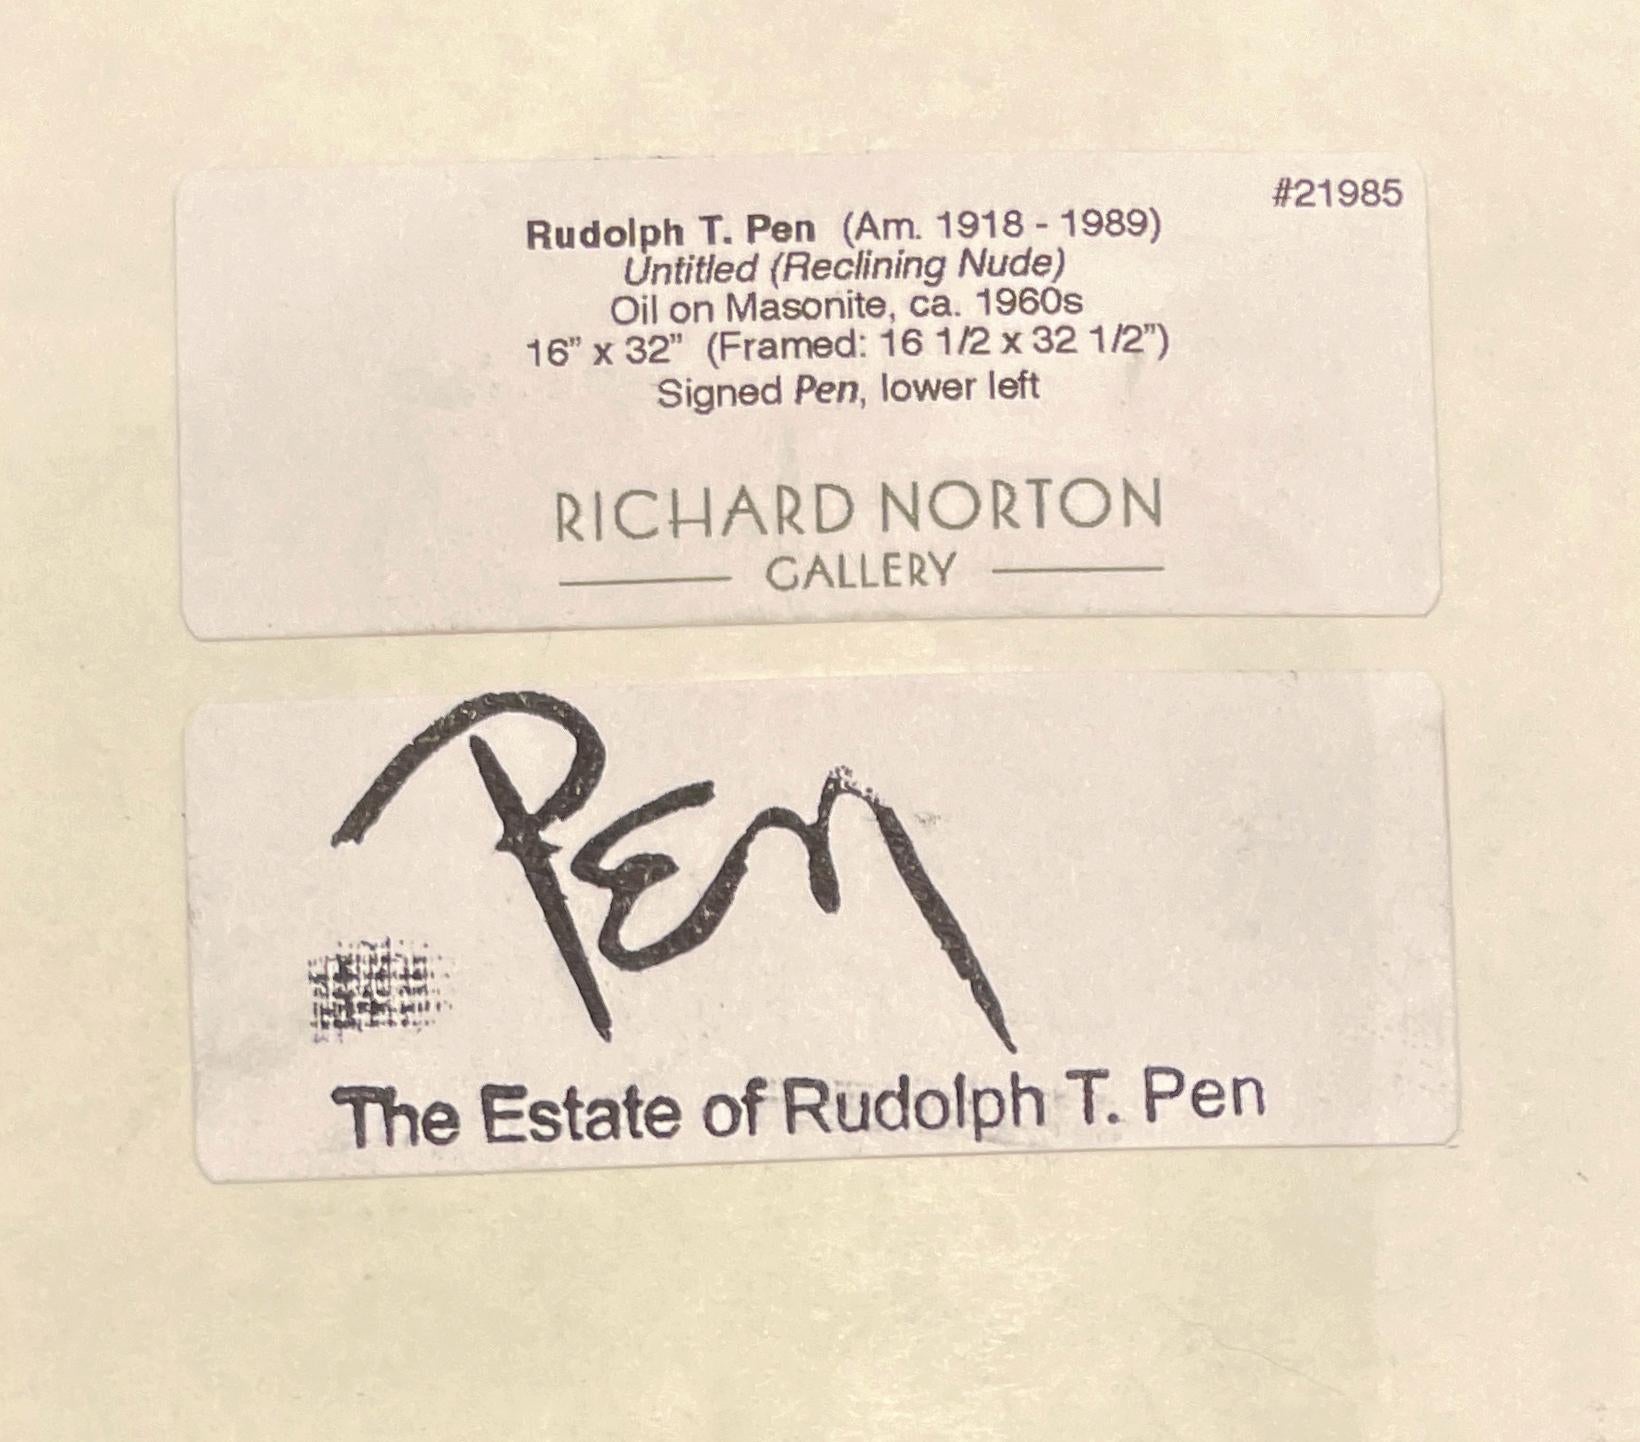 #21985
Rudolph T. Pen (Am. 1918 - 1989)
Untitled (Reclining Nude)
Oil on Masonite, ca. 1960s
16” x 32” (Framed: 16 1/2 x 32 1/2”)
Signed Pen, lower left
RICHARD NORTON
GALLERY
Pen
The Estate of Rudolph T. Pen